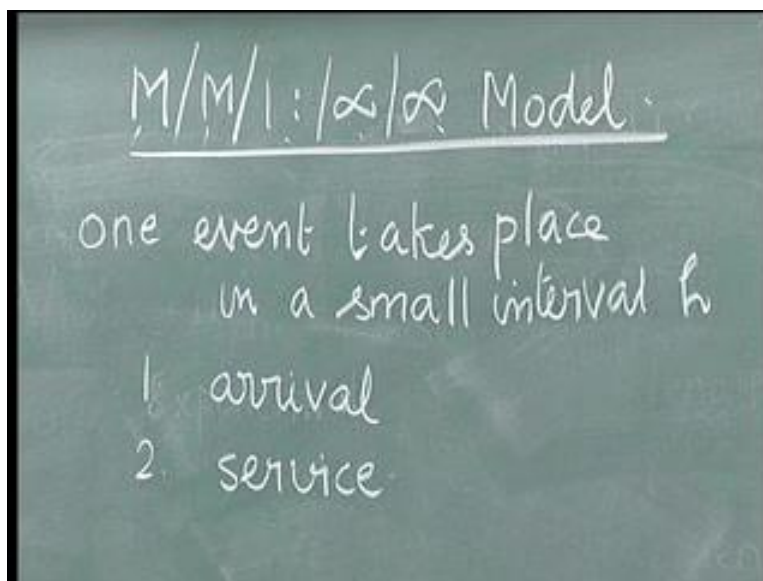 M/M/1:/∞/∞ Model.
one event takes place
in a small interval h
1. arrival
2. service